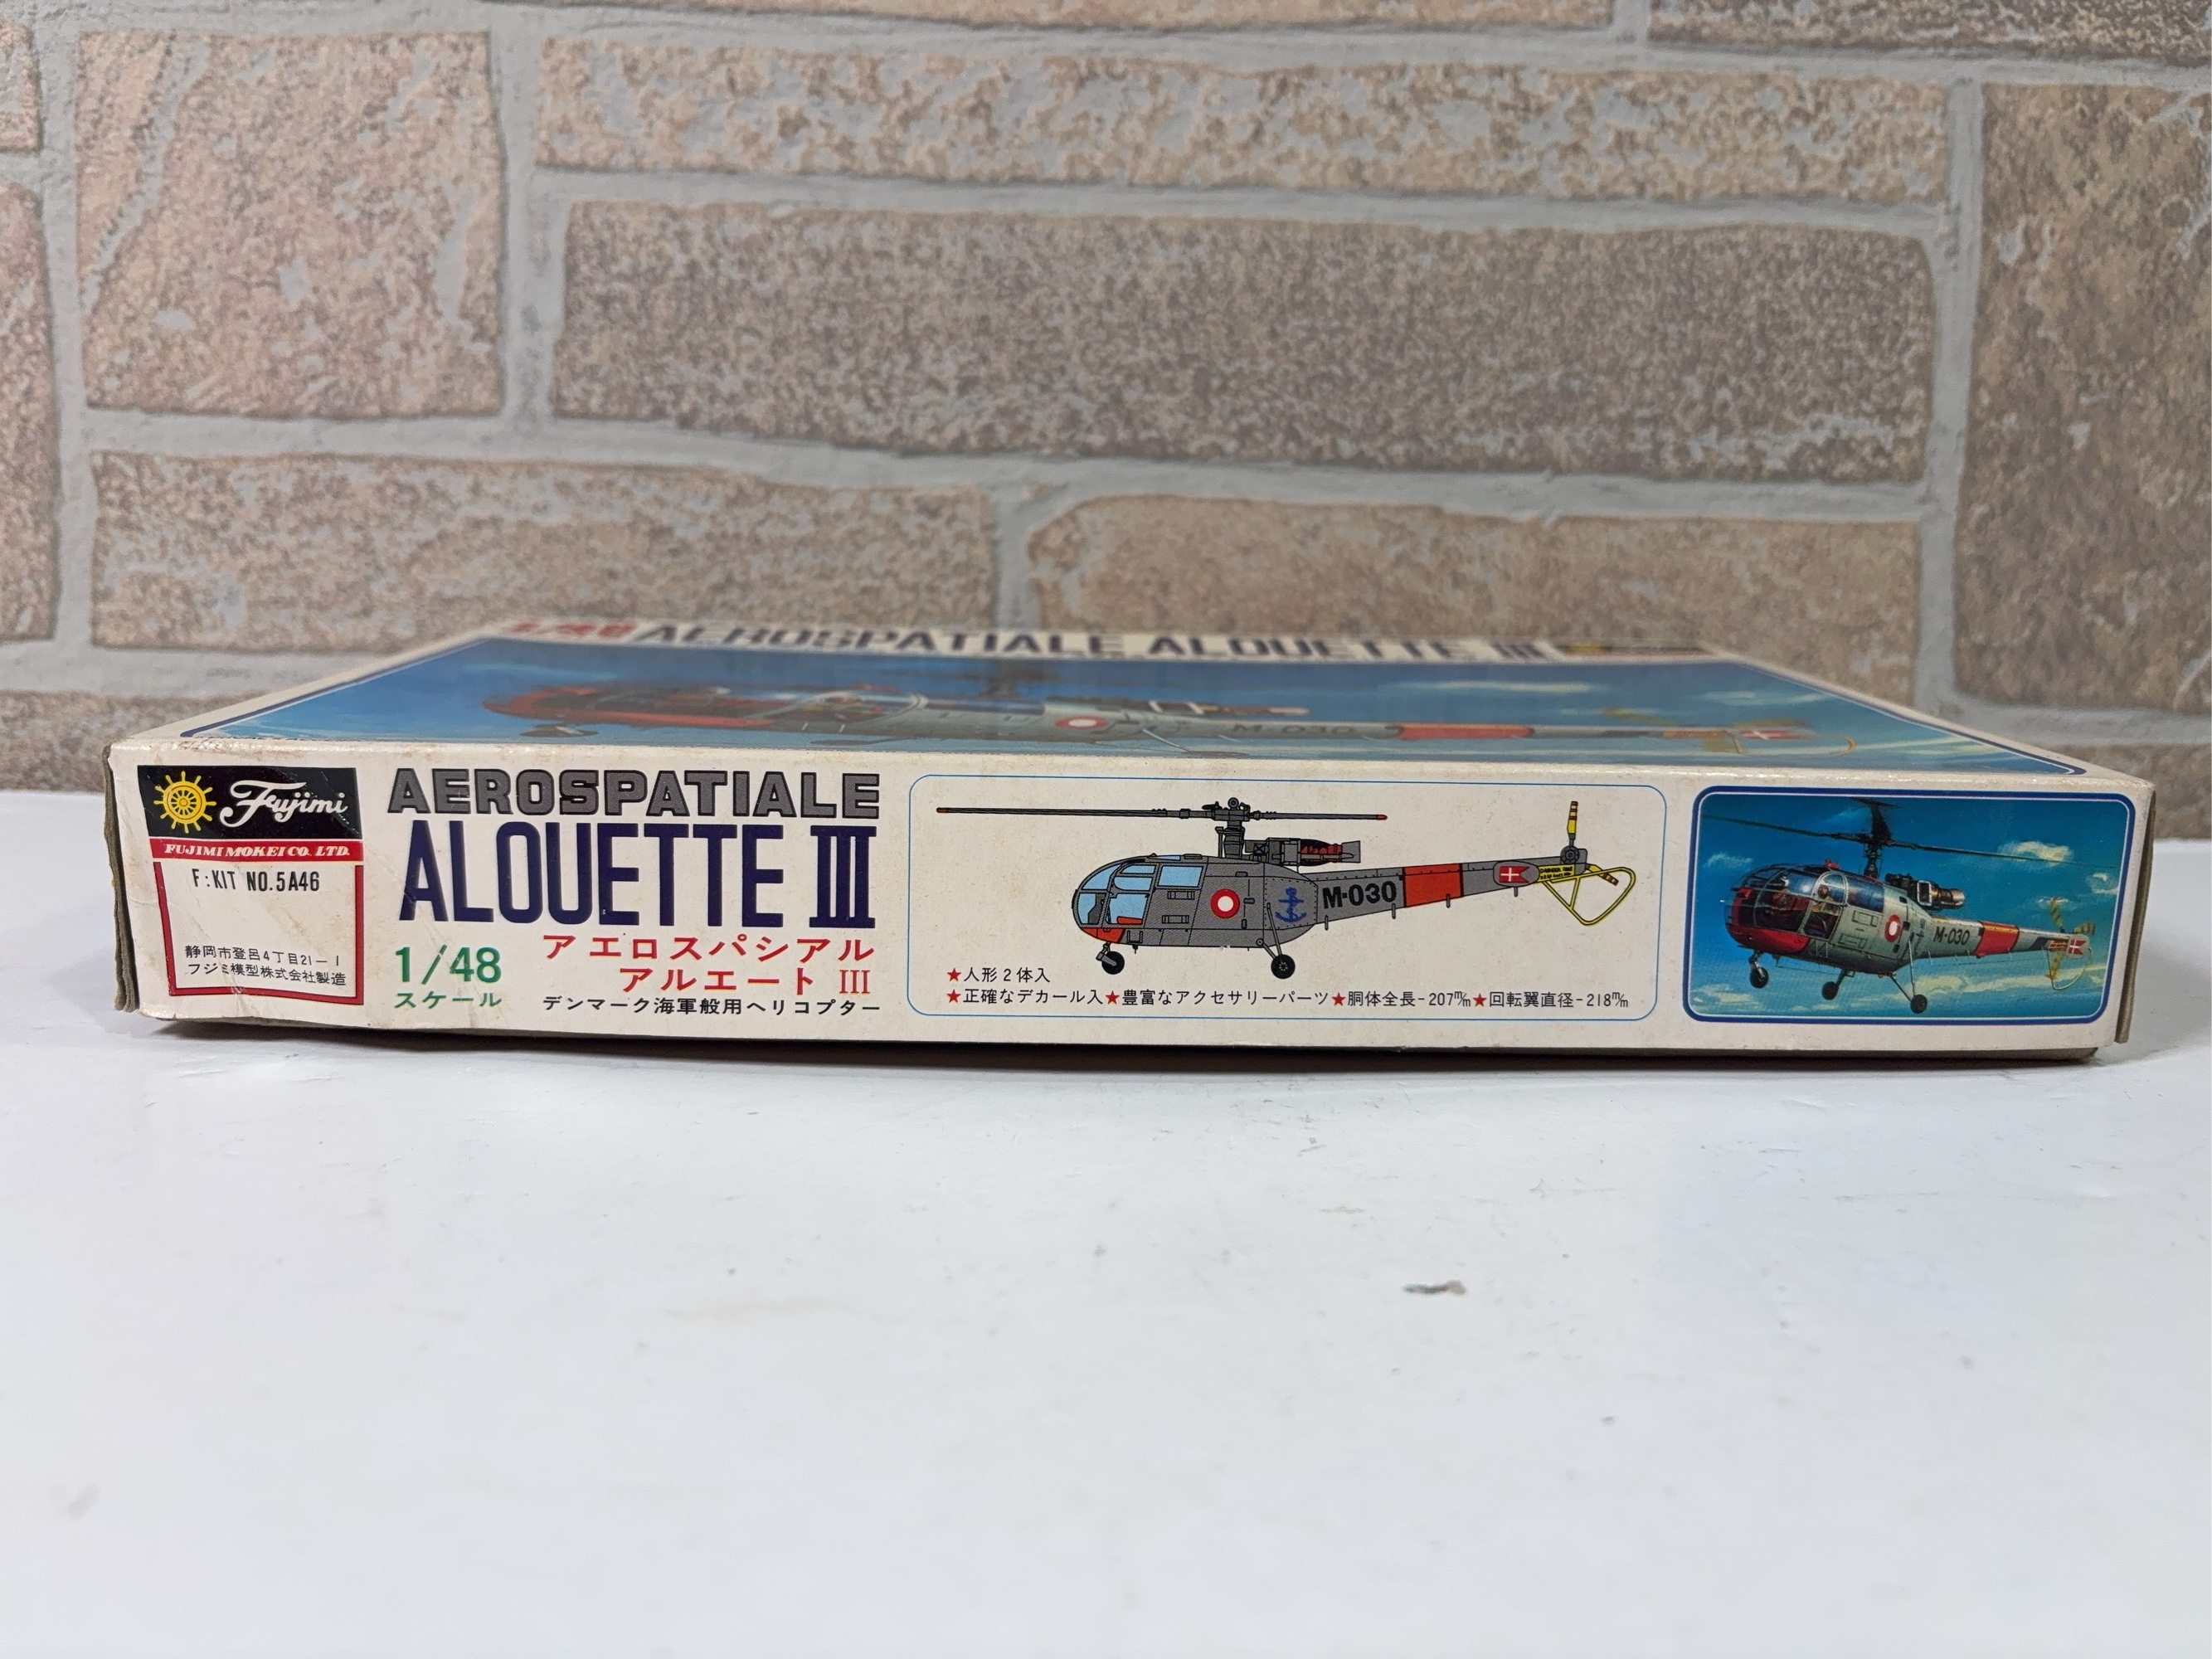 1/48 AEROSPATIALE ALOUETTE III
M-030
Fujimi
FUJIMI MOKEI CO. LTD.
F:KIT NO.5A46
静岡市登呂4丁目21-1
フジミ模型株式会社製造
AEROSPATIALE
ALOUETTE III
1/48
スケール
アエロスパシアル
アルエート III
デンマーク海軍般用ヘリコプター
M-030
★人形2体入
★正確なデカール入★豊富なアクセサリーパーツ★胴体全長-207㎜★回転翼直径-218㎜
M-030